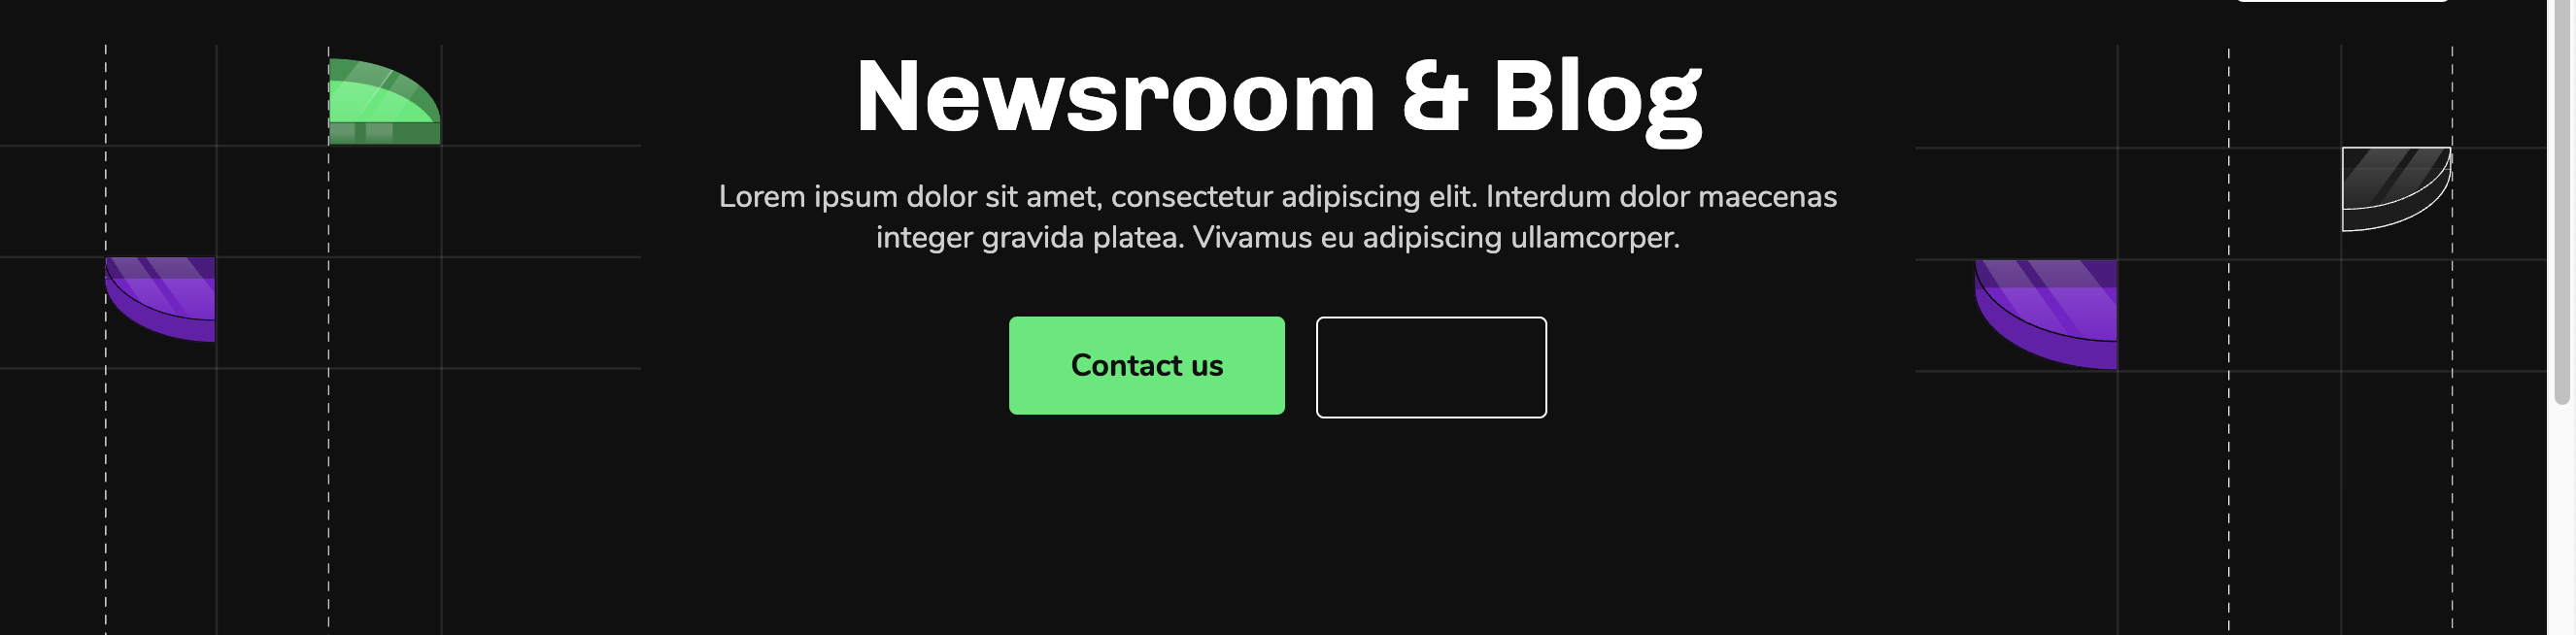 Newsroom & Blog
Lorem ipsum dolor sit amet, consectetur adipiscing elit. Interdum dolor maecenas
integer gravida platea. Vivamus eu adipiscing ullamcorper.
Contact us